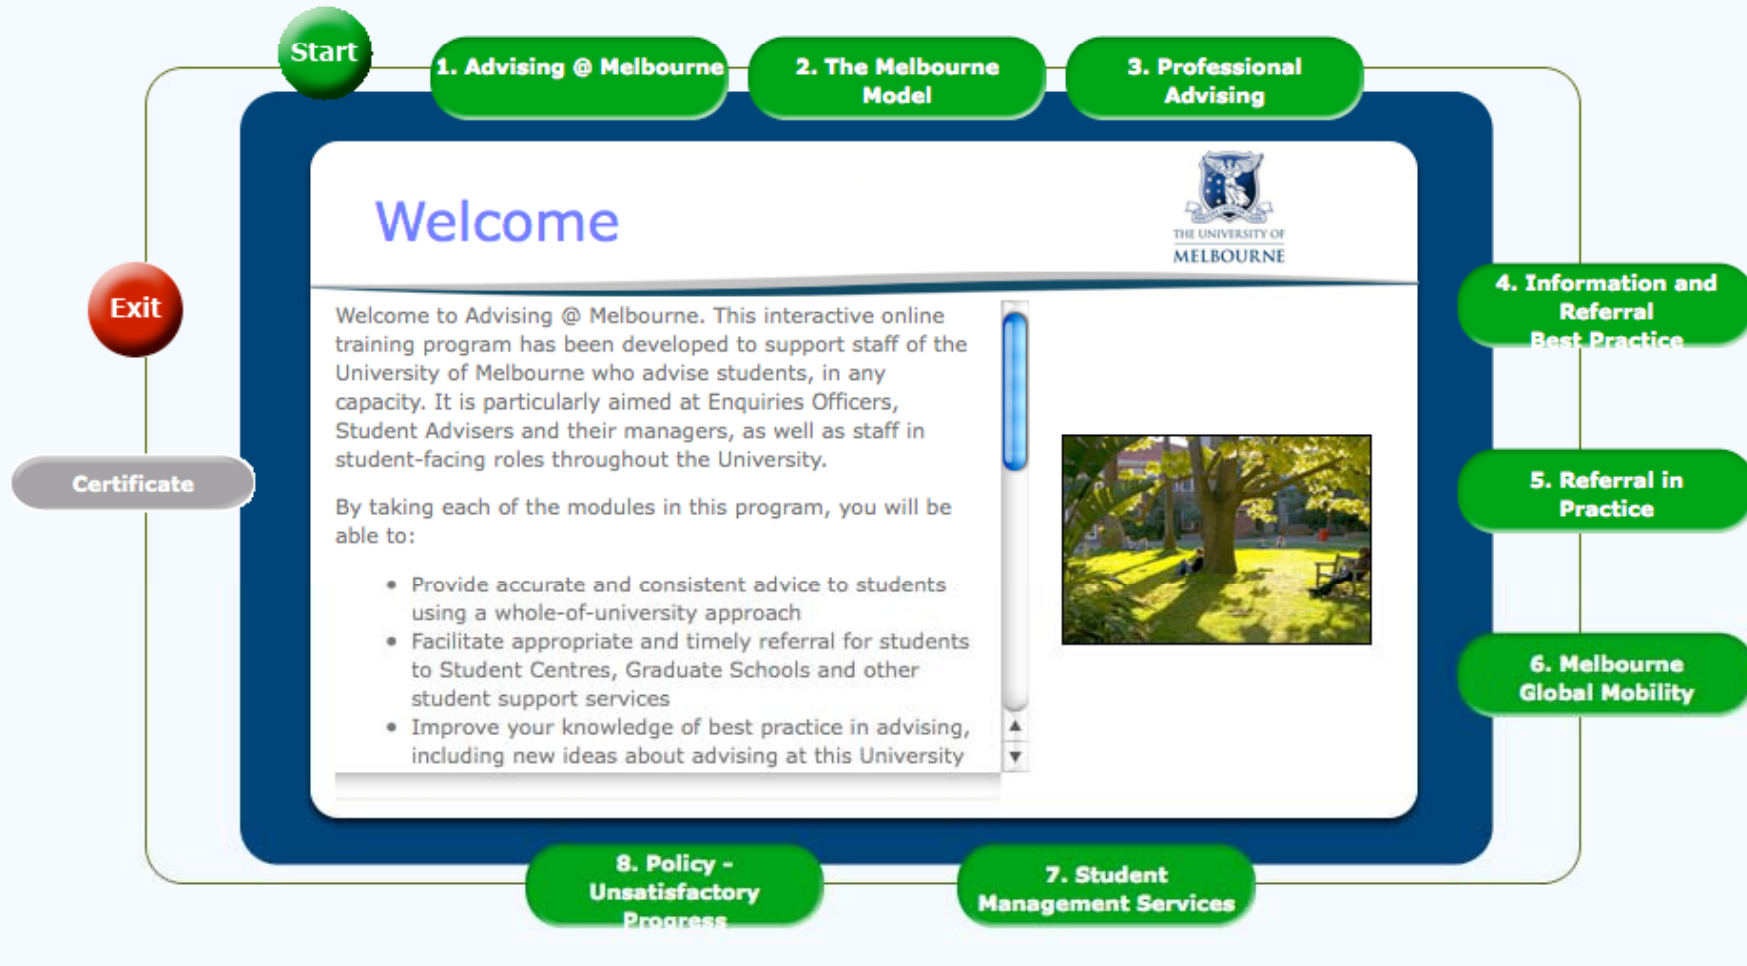 Start
1. Advising @ Melbourne
2. The Melbourne
Model
3. Professional
Advising
Welcome
THE UNIVERSITY OF
MELBOURNE
Exit
Certificate
Welcome to Advising @ Melbourne. This interactive online
training program has been developed to support staff of the
University of Melbourne who advise students, in any
capacity. It is particularly aimed at Enquiries Officers,
Student Advisers and their managers, as well as staff in
student-facing roles throughout the University.
By taking each of the modules in this program, you will be
able to:
• Provide accurate and consistent advice to students
using a whole-of-university approach
• Facilitate appropriate and timely referral for students
to Student Centres, Graduate Schools and other
student support services
• Improve your knowledge of best practice in advising,
including new ideas about advising at this University
4. Information and
Referral
Best Practice
5. Referral in
Practice
6. Melbourne
Global Mobility
7. Student
Management Services
8. Policy -
Unsatisfactory
Progress